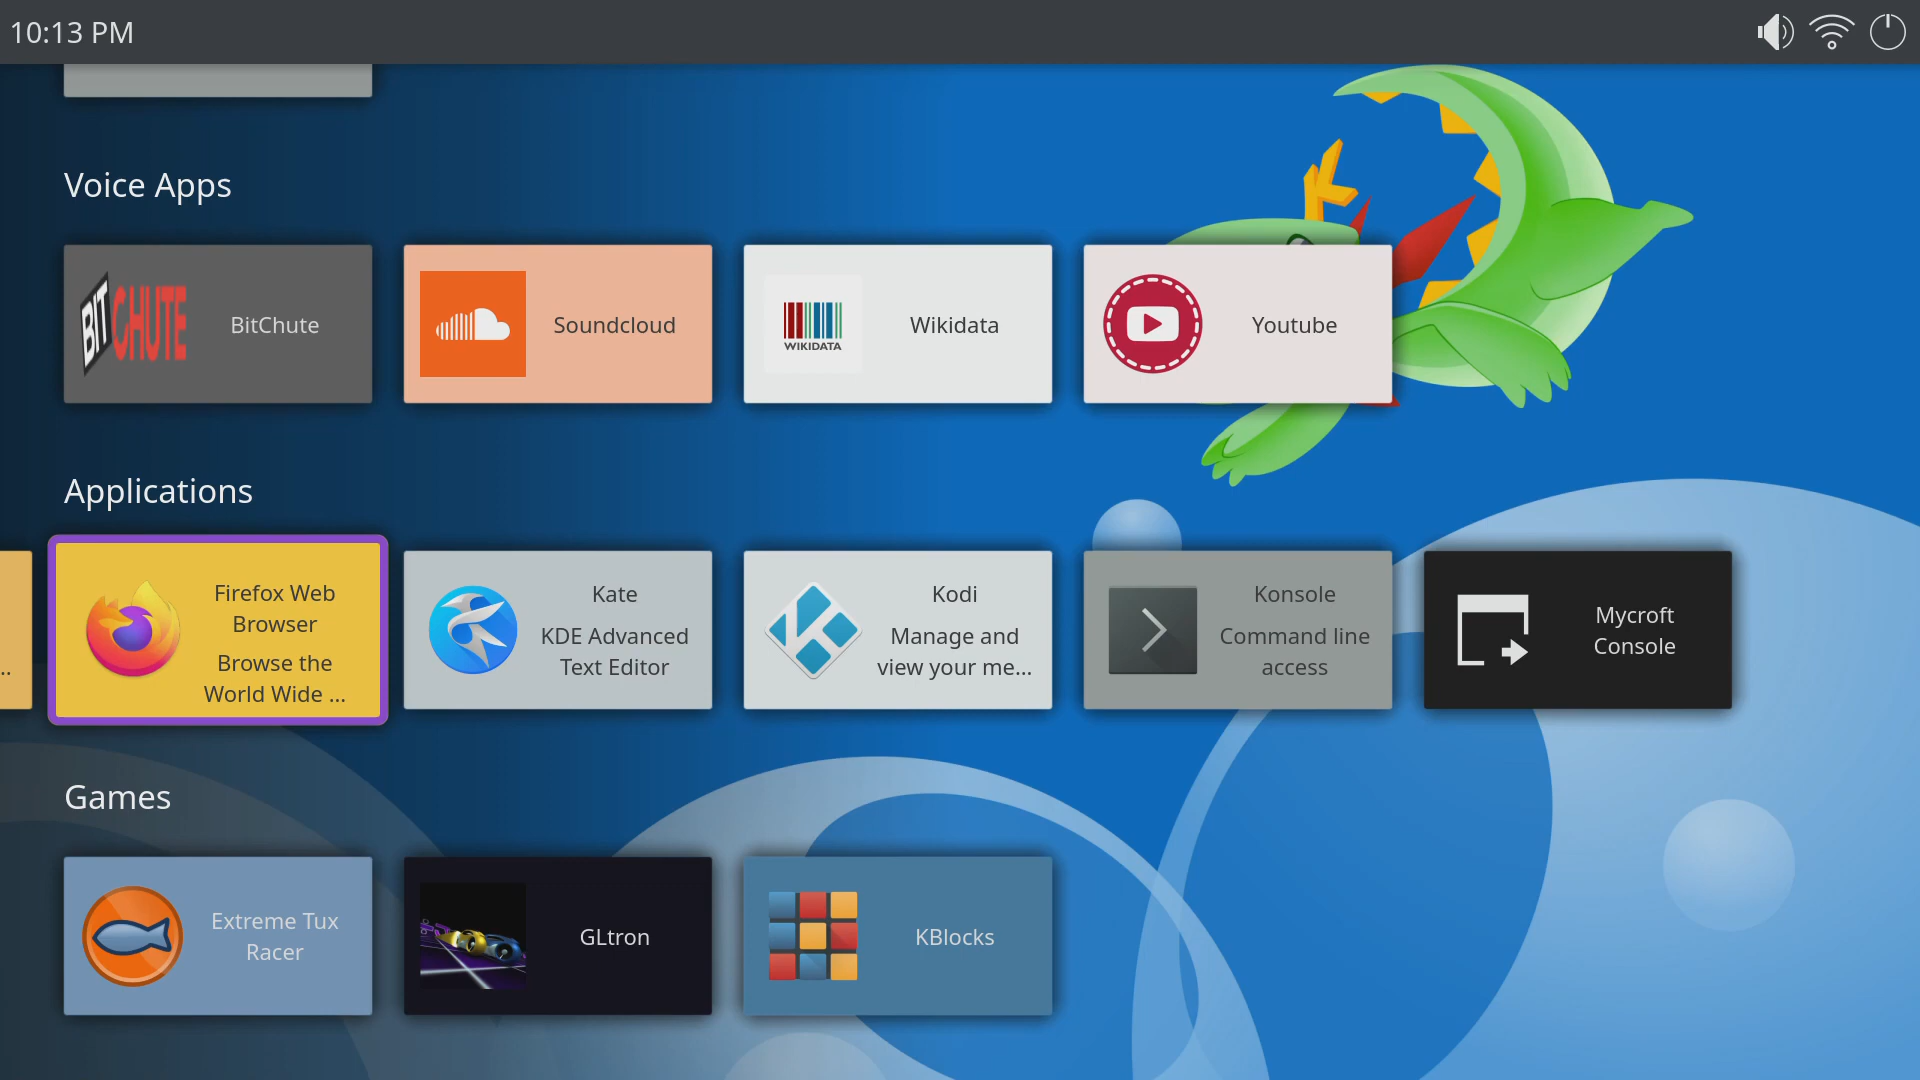 10:13 PM
Voice Apps
BIT CHUTE
BitChute
Soundcloud
WIKIDATA
Wikidata
Youtube
Applications
..
Firefox Web
Browser
Browse the
World Wide ...
Kate
KDE Advanced
Text Editor
Kodi
Manage and
view your me...
Konsole
Command line
access
Mycroft
Console
Games
Extreme Tux
Racer
GLtron
KBlocks